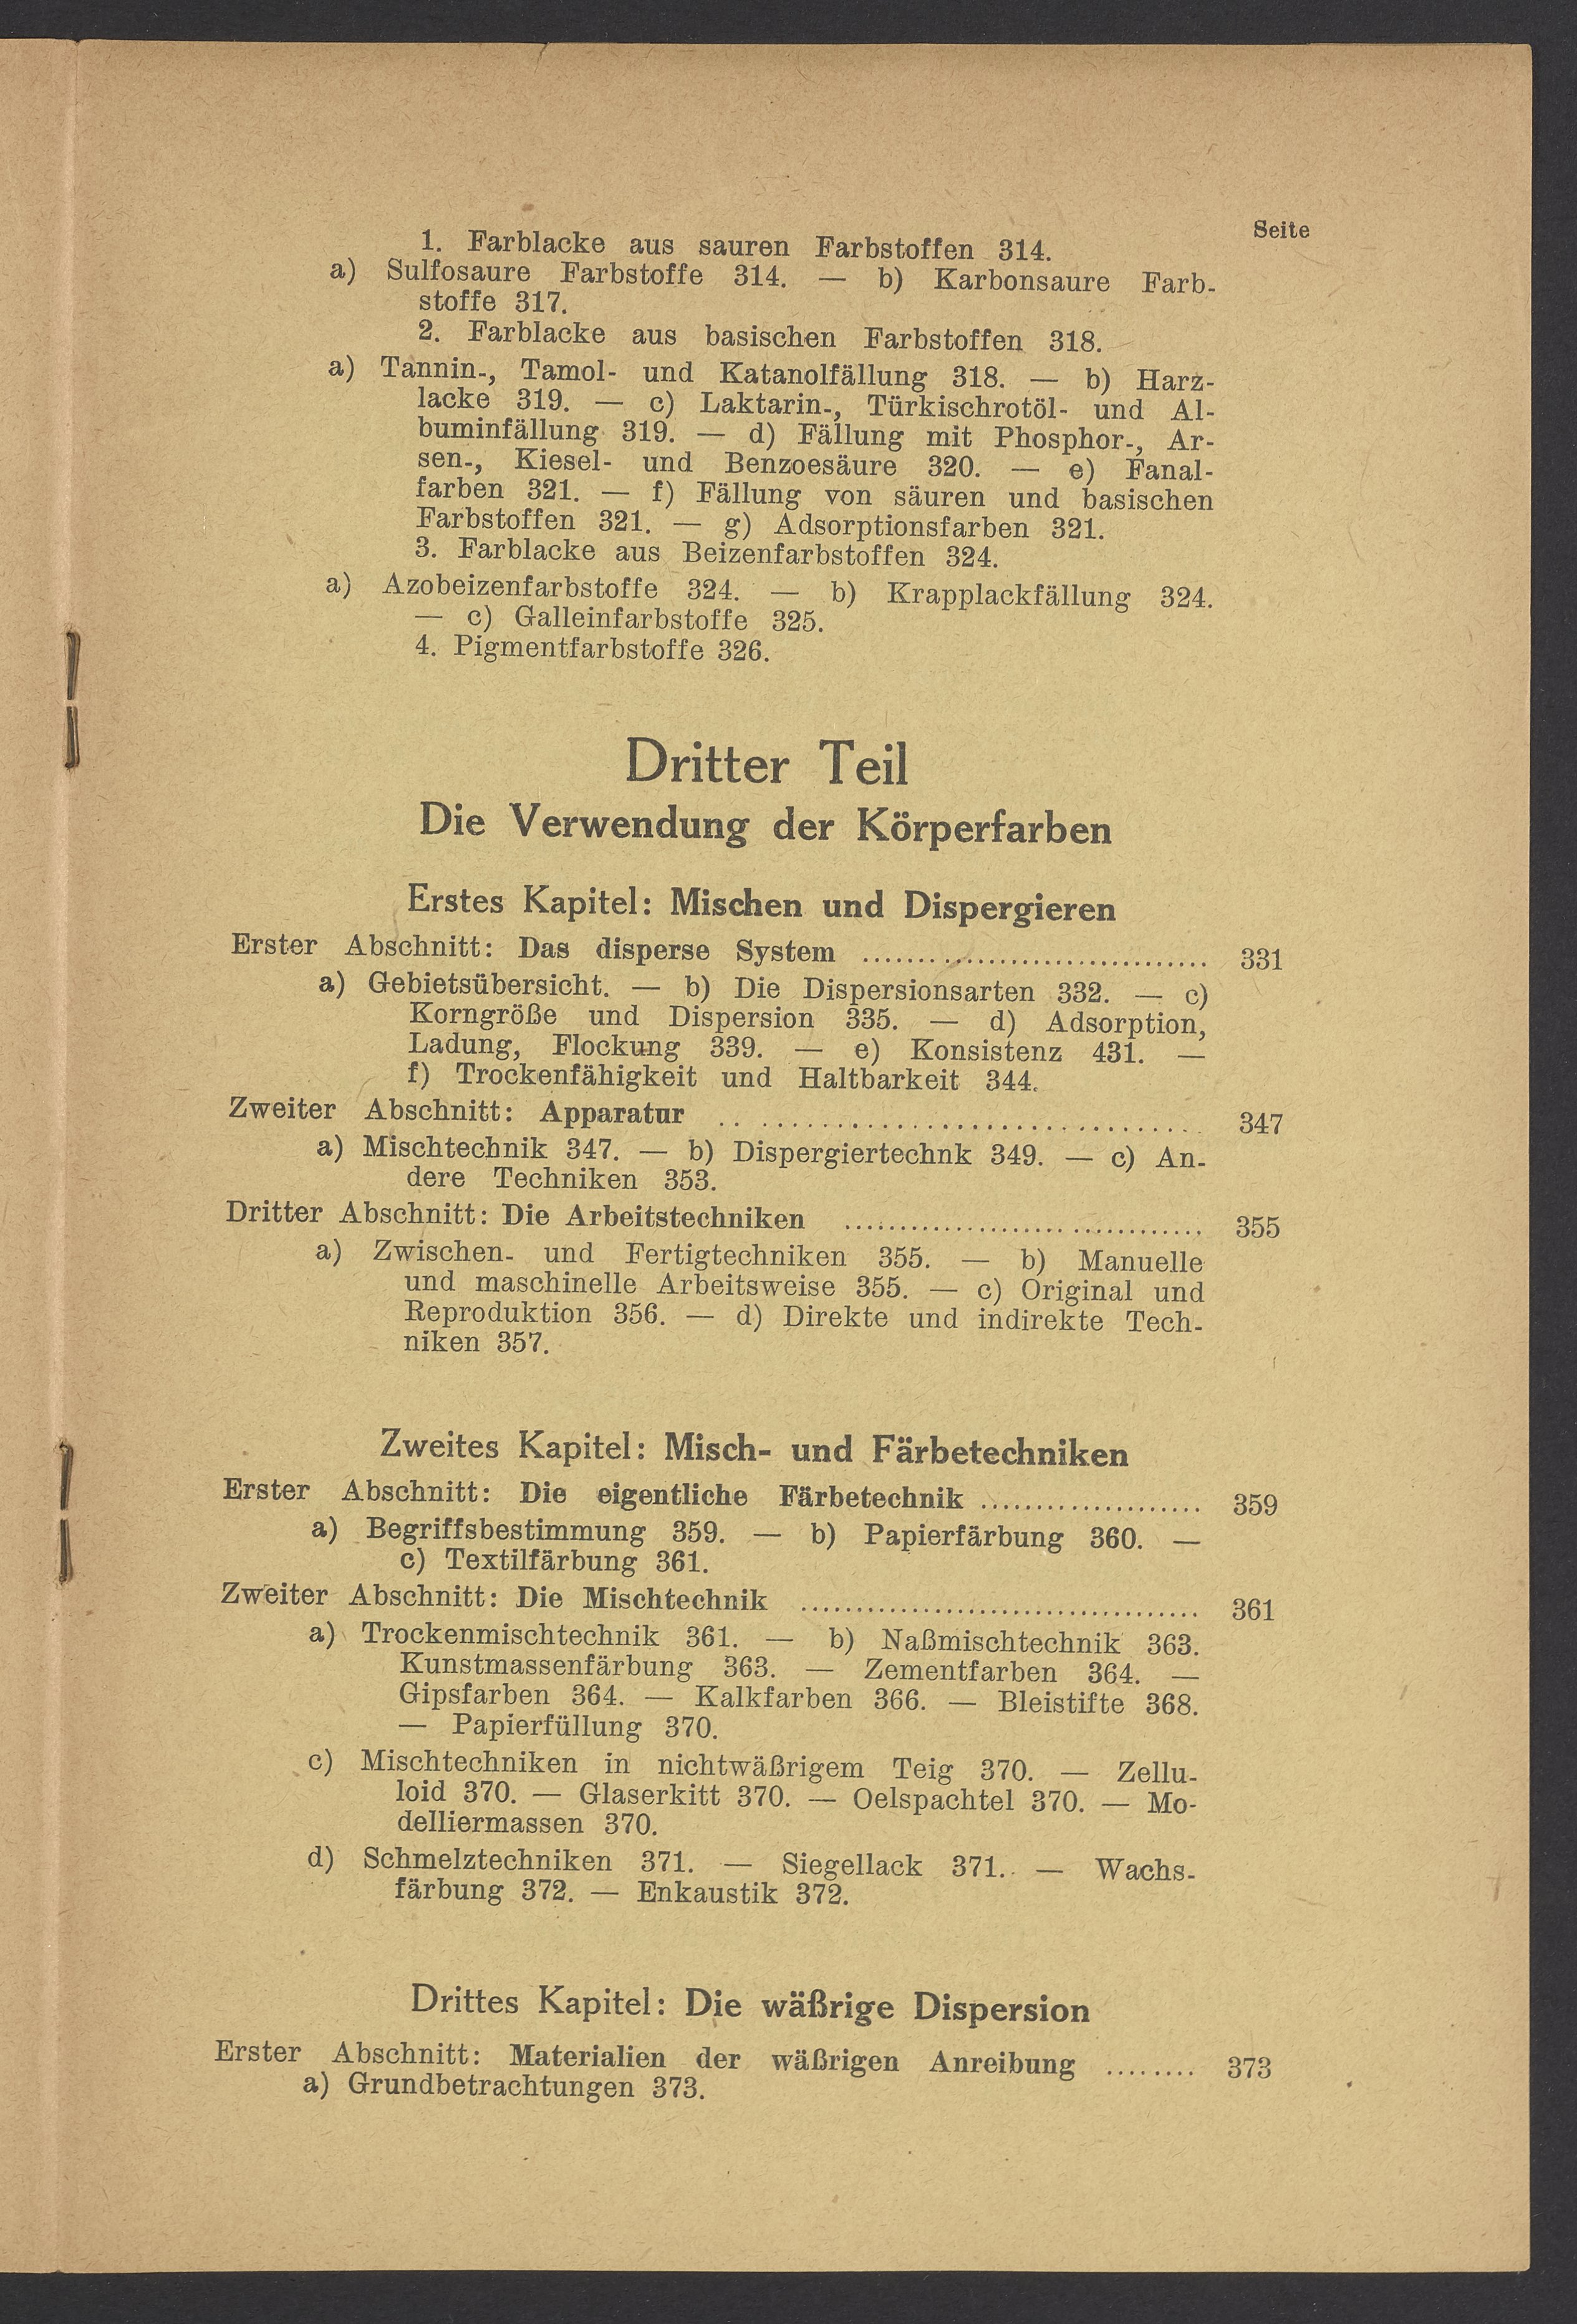 Seite
1. Farblacke aus sauren Farbstoffen 314.
a) Sulfosaure Farbstoffe 314. — b) Karbonsaure Farb-
stoffe 317.
2. Farblacke aus basischen Farbstoffen 318.
a) Tannin-, Tamol- und Katanolfällung 318. — b) Harz-
lacke 319. — c) Laktarin-, Türkischrotöl- und Al-
buminfällung 319. — d) Fällung mit Phosphor-, Ar-
sen-, Kiesel- und Benzoesäure 320. — e) Fanal-
farben 321. — f) Fällung von säuren und basischen
Farbstoffen 321. — g) Adsorptionsfarben 321.
3. Farblacke aus Beizenfarbstoffen 324.
a) Azobeizenfarbstoffe 324. — b) Krapplackfällung 324.
— c) Galleinfarbstoffe 325.
4. Pigmentfarbstoffe 326.
Dritter Teil
Die Verwendung der Körperfarben
Erstes Kapitel: Mischen und Dispergieren
Erster Abschnitt: Das disperse System ................................ 331
a) Gebietsübersicht. — b) Die Dispersionsarten 332. — c)
Korngröße und Dispersion 335. — d) Adsorption,
Ladung, Flockung 339. — e) Konsistenz 431. —
f) Trockenfähigkeit und Haltbarkeit 344.
Zweiter Abschnitt: Apparatur .. ................................ 347
a) Mischtechnik 347. — b) Dispergiertechnk 349. — c) An-
dere Techniken 353.
Dritter Abschnitt: Die Arbeitstechniken ................................ 355
a) Zwischen- und Fertigtechniken 355. — b) Manuelle
und maschinelle Arbeitsweise 355. — c) Original und
Reproduktion 356. — d) Direkte und indirekte Tech-
niken 357.
Zweites Kapitel: Misch- und Färbetechniken
Erster Abschnitt: Die eigentliche Färbetechnik .................... 359
a) Begriffsbestimmung 359. — b) Papierfärbung 360. —
c) Textilfärbung 361.
Zweiter Abschnitt: Die Mischtechnik .................................... 361
a) Trockenmischtechnik 361. — b) Naßmischtechnik 363.
Kunstmassenfärbung 363. — Zementfarben 364. —
Gipsfarben 364. — Kalkfarben 366. — Bleistifte 368.
— Papierfüllung 370.
c) Mischtechniken in nichtwäßrigem Teig 370. — Zellu-
loid 370. — Glaserkitt 370. — Oelspachtel 370. — Mo-
delliermassen 370.
d) Schmelztechniken 371. — Siegellack 371. — Wachs-
färbung 372. — Enkaustik 372.
Drittes Kapitel: Die wäßrige Dispersion
Erster Abschnitt: Materialien der wäßrigen Anreibung ........ 373
a) Grundbetrachtungen 373.